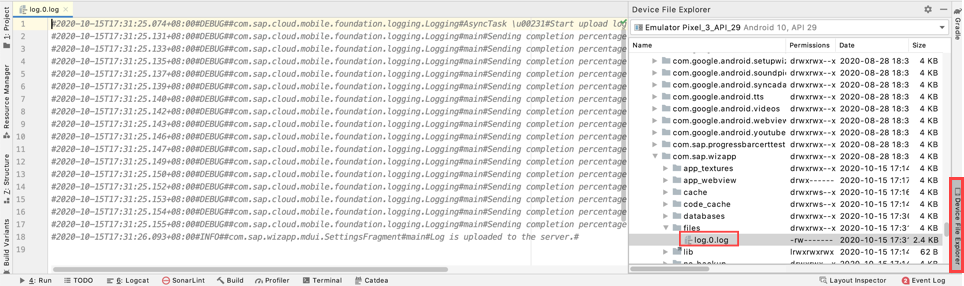 log.0.log
Device File Explorer
Emulator Pixel_3_API_29 Android 10, API 29
Name Permissions Date Size
1 #2020-10-15T17:31:25.074+08:00#DEBUG##com.sap.cloud.mobile.foundation.logging.Logging#AsyncTask \u00231#Start upload log
2 #2020-10-15T17:31:25.131+08:00#DEBUG##com.sap.cloud.mobile.foundation.logging.Logging#main#Sending completion percentage
3 #2020-10-15T17:31:25.133+08:00#DEBUG##com.sap.cloud.mobile.foundation.logging.Logging#main#Sending completion percentage
4 #2020-10-15T17:31:25.135+08:00#DEBUG##com.sap.cloud.mobile.foundation.logging.Logging#main#Sending completion percentage
5 #2020-10-15T17:31:25.137+08:00#DEBUG##com.sap.cloud.mobile.foundation.logging.Logging#main#Sending completion percentage
6 #2020-10-15T17:31:25.139+08:00#DEBUG##com.sap.cloud.mobile.foundation.logging.Logging#main#Sending completion percentage
7 #2020-10-15T17:31:25.140+08:00#DEBUG##com.sap.cloud.mobile.foundation.logging.Logging#main#Sending completion percentage
8 #2020-10-15T17:31:25.142+08:00#DEBUG##com.sap.cloud.mobile.foundation.logging.Logging#main#Sending completion percentage
9 #2020-10-15T17:31:25.143+08:00#DEBUG##com.sap.cloud.mobile.foundation.logging.Logging#main#Sending completion percentage
10 #2020-10-15T17:31:25.146+08:00#DEBUG##com.sap.cloud.mobile.foundation.logging.Logging#main#Sending completion percentage
11 #2020-10-15T17:31:25.147+08:00#DEBUG##com.sap.cloud.mobile.foundation.logging.Logging#main#Sending completion percentage
12 #2020-10-15T17:31:25.149+08:00#DEBUG##com.sap.cloud.mobile.foundation.logging.Logging#main#Sending completion percentage
13 #2020-10-15T17:31:25.150+08:00#DEBUG##com.sap.cloud.mobile.foundation.logging.Logging#main#Sending completion percentage
14 #2020-10-15T17:31:25.152+08:00#DEBUG##com.sap.cloud.mobile.foundation.logging.Logging#main#Sending completion percentage
15 #2020-10-15T17:31:25.153+08:00#DEBUG##com.sap.cloud.mobile.foundation.logging.Logging#main#Sending completion percentage
16 #2020-10-15T17:31:25.154+08:00#DEBUG##com.sap.cloud.mobile.foundation.logging.Logging#main#Sending completion percentage
17 #2020-10-15T17:31:25.155+08:00#DEBUG##com.sap.cloud.mobile.foundation.logging.Logging#main#Sending completion percentage
18 #2020-10-15T17:31:26.093+08:00#INFO##com.sap.wizapp.mdui.SettingsFragment#main#Log is uploaded to the server.#
com.google.android.setupwiz drwxrwx--x 2020-08-28 18:3 4 KB
com.google.android.soundpi drwxrwx--x 2020-08-28 18:3 4 KB
com.google.android.syncada drwxrwx--x 2020-08-28 18:3 4 KB
com.google.android.tts drwxrwx--x 2020-08-28 18:3 4 KB
com.google.android.videos drwxrwx--x 2020-08-28 18:3 4 KB
com.google.android.webview drwxrwx--x 2020-08-28 18:3 4 KB
com.google.android.youtube drwxrwx--x 2020-08-28 18:3 4 KB
com.sap.progressbarcerttest drwxrwx--x 2020-08-28 18:3 4 KB
com.sap.wizapp drwxrwx--x 2020-08-28 18:3 4 KB
app_textures drwxrwx--x 2020-10-15 17:14 4 KB
app_webview drwxrwx--x 2020-10-15 17:17 4 KB
cache drwxrws--x 2020-10-15 17:16 4 KB
code_cache drwxrws--x 2020-10-15 17:14 4 KB
databases drwxrwx--x 2020-10-15 17:30 4 KB
files drwxrwx--x 2020-10-15 17:14 4 KB
log.0.log -rw------- 2020-10-15 17:31 2.4 KB
lib lrwxrwxrwx 2020-10-15 17:30 62 B
1: Project
Resource Manager
Z: Structure
Build Variants
Gradle
Device File Explorer
4: Run TODO 6: Logcat SonarLint Build Profiler Terminal Catdea Layout Inspector Event Log